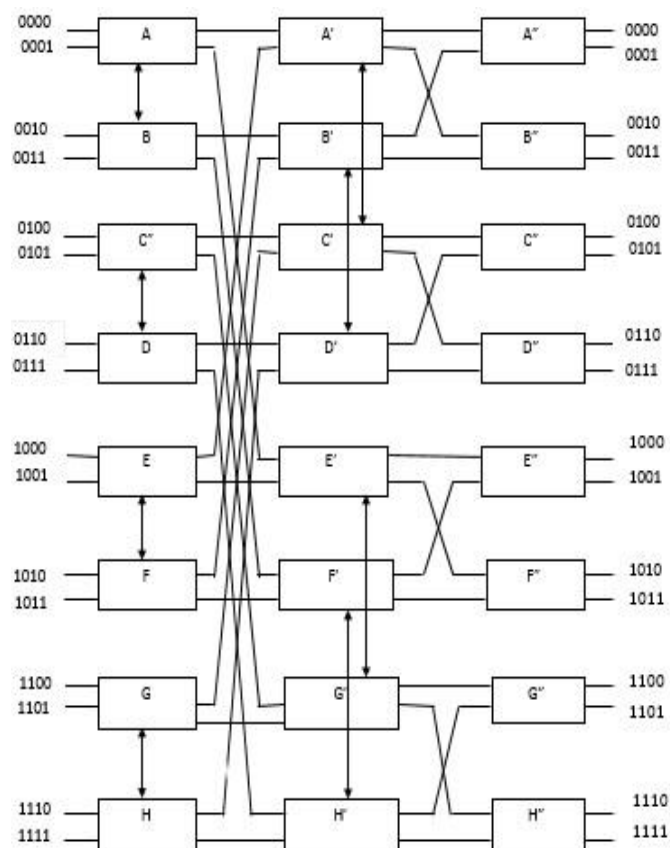 0000 A A' A″ 0000
0001 0001
0010 B B' B″ 0010
0011 0011
0100 C″ C' C″ 0100
0101 0101
0110 D D' D″ 0110
0111 0111
1000 E E' E″ 1000
1001 1001
1010 F F' F″ 1010
1011 1011
1100 G G' G″ 1100
1101 1101
1110 H H' H″ 1110
1111 1111